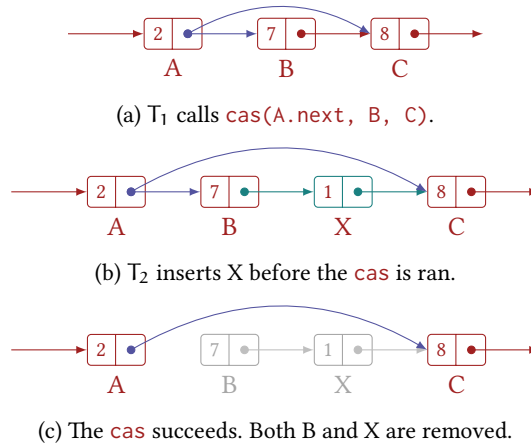 2 7 8
A B C
(a) T₁ calls cas(A.next, B, C).
2 7 1 8
A B X C
(b) T₂ inserts X before the cas is ran.
2 7 1 8
A B X C
(c) The cas succeeds. Both B and X are removed.